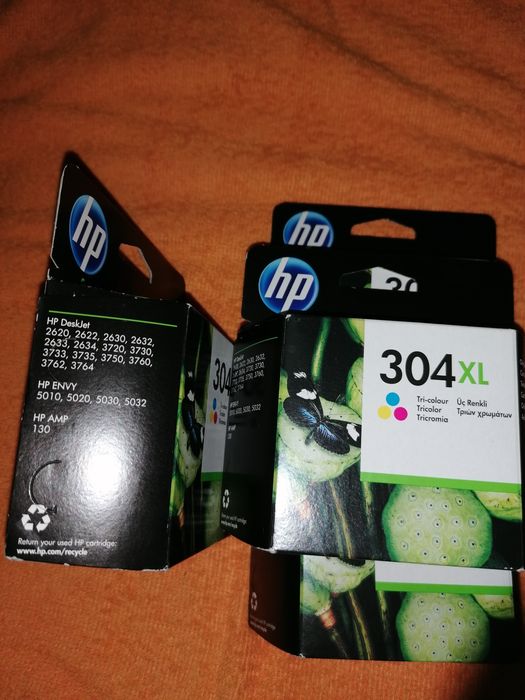 hp
HP DeskJet
2620, 2622, 2630, 2632,
2633, 2634, 3720, 3730,
3733, 3735, 3750, 3760,
3762, 3764
HP ENVY
5010, 5020, 5030, 5032
HP AMP
130
Return your used HP cartridge:
www.hp.com/recycle
304
hp
304
hp
304XL
Tri-colour
Tricolor
Tricromia
Üç Renkli
Τριών χρωμάτων